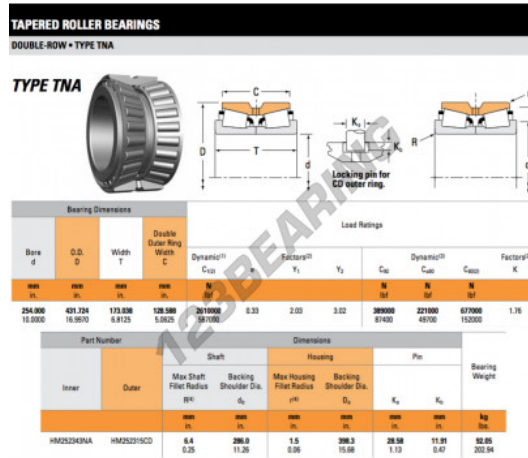 TAPERED ROLLER BEARINGS
DOUBLE-ROW • TYPE TNA
TYPE TNA
C
D
T
d
Kₐ
K_b
Locking pin for
CD outer ring.
R
123BEARING
Bearing Dimensions
Load Ratings
Bore
d
O.D.
D
Width
T
Double
Outer Ring
Width
C
Dynamic(1)
C1(2)
e
Factors(2)
Y1
Y2
Dynamic(3)
C90
Ca90
C90(2)
Factors(2)
K
mm mm mm mm N N N N
in. in. in. in. lbf lbf lbf lbf
254.000 431.724 173.038 128.588 2610000 0.33 2.03 3.02 389000 221000 677000 1.76
10.0000 16.9970 6.8125 5.0625 587000 87400 49700 152000
Part Number
Dimensions
Shaft
Housing
Pin
Bearing
Weight
Inner
Outer
Max Shaft
Fillet Radius
R(4)
Backing
Shoulder Dia.
Max Housing
Fillet Radius
r(4)
Backing
Shoulder Dia.
mm mm mm mm mm mm kg
in. in. in. in. in. in. lbs.
HM252343NA HM252315CD 6.4 286.0 1.5 398.3 28.58 11.91 92.05
0.25 11.26 0.06 15.68 1.13 0.47 202.94